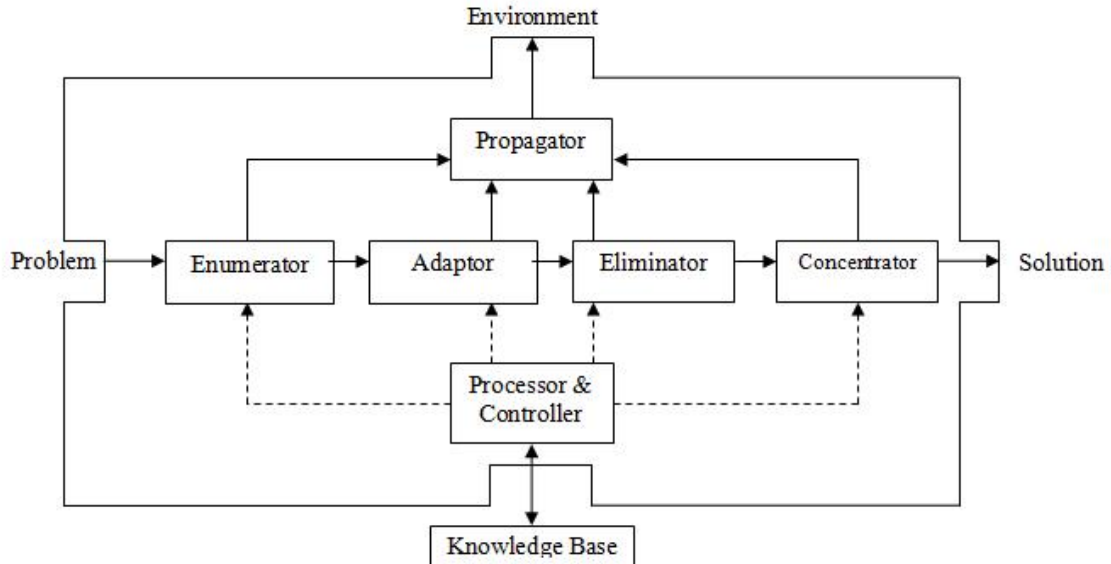 Environment
Propagator
Problem
Enumerator
Adaptor
Eliminator
Concentrator
Solution
Processor &
Controller
Knowledge Base